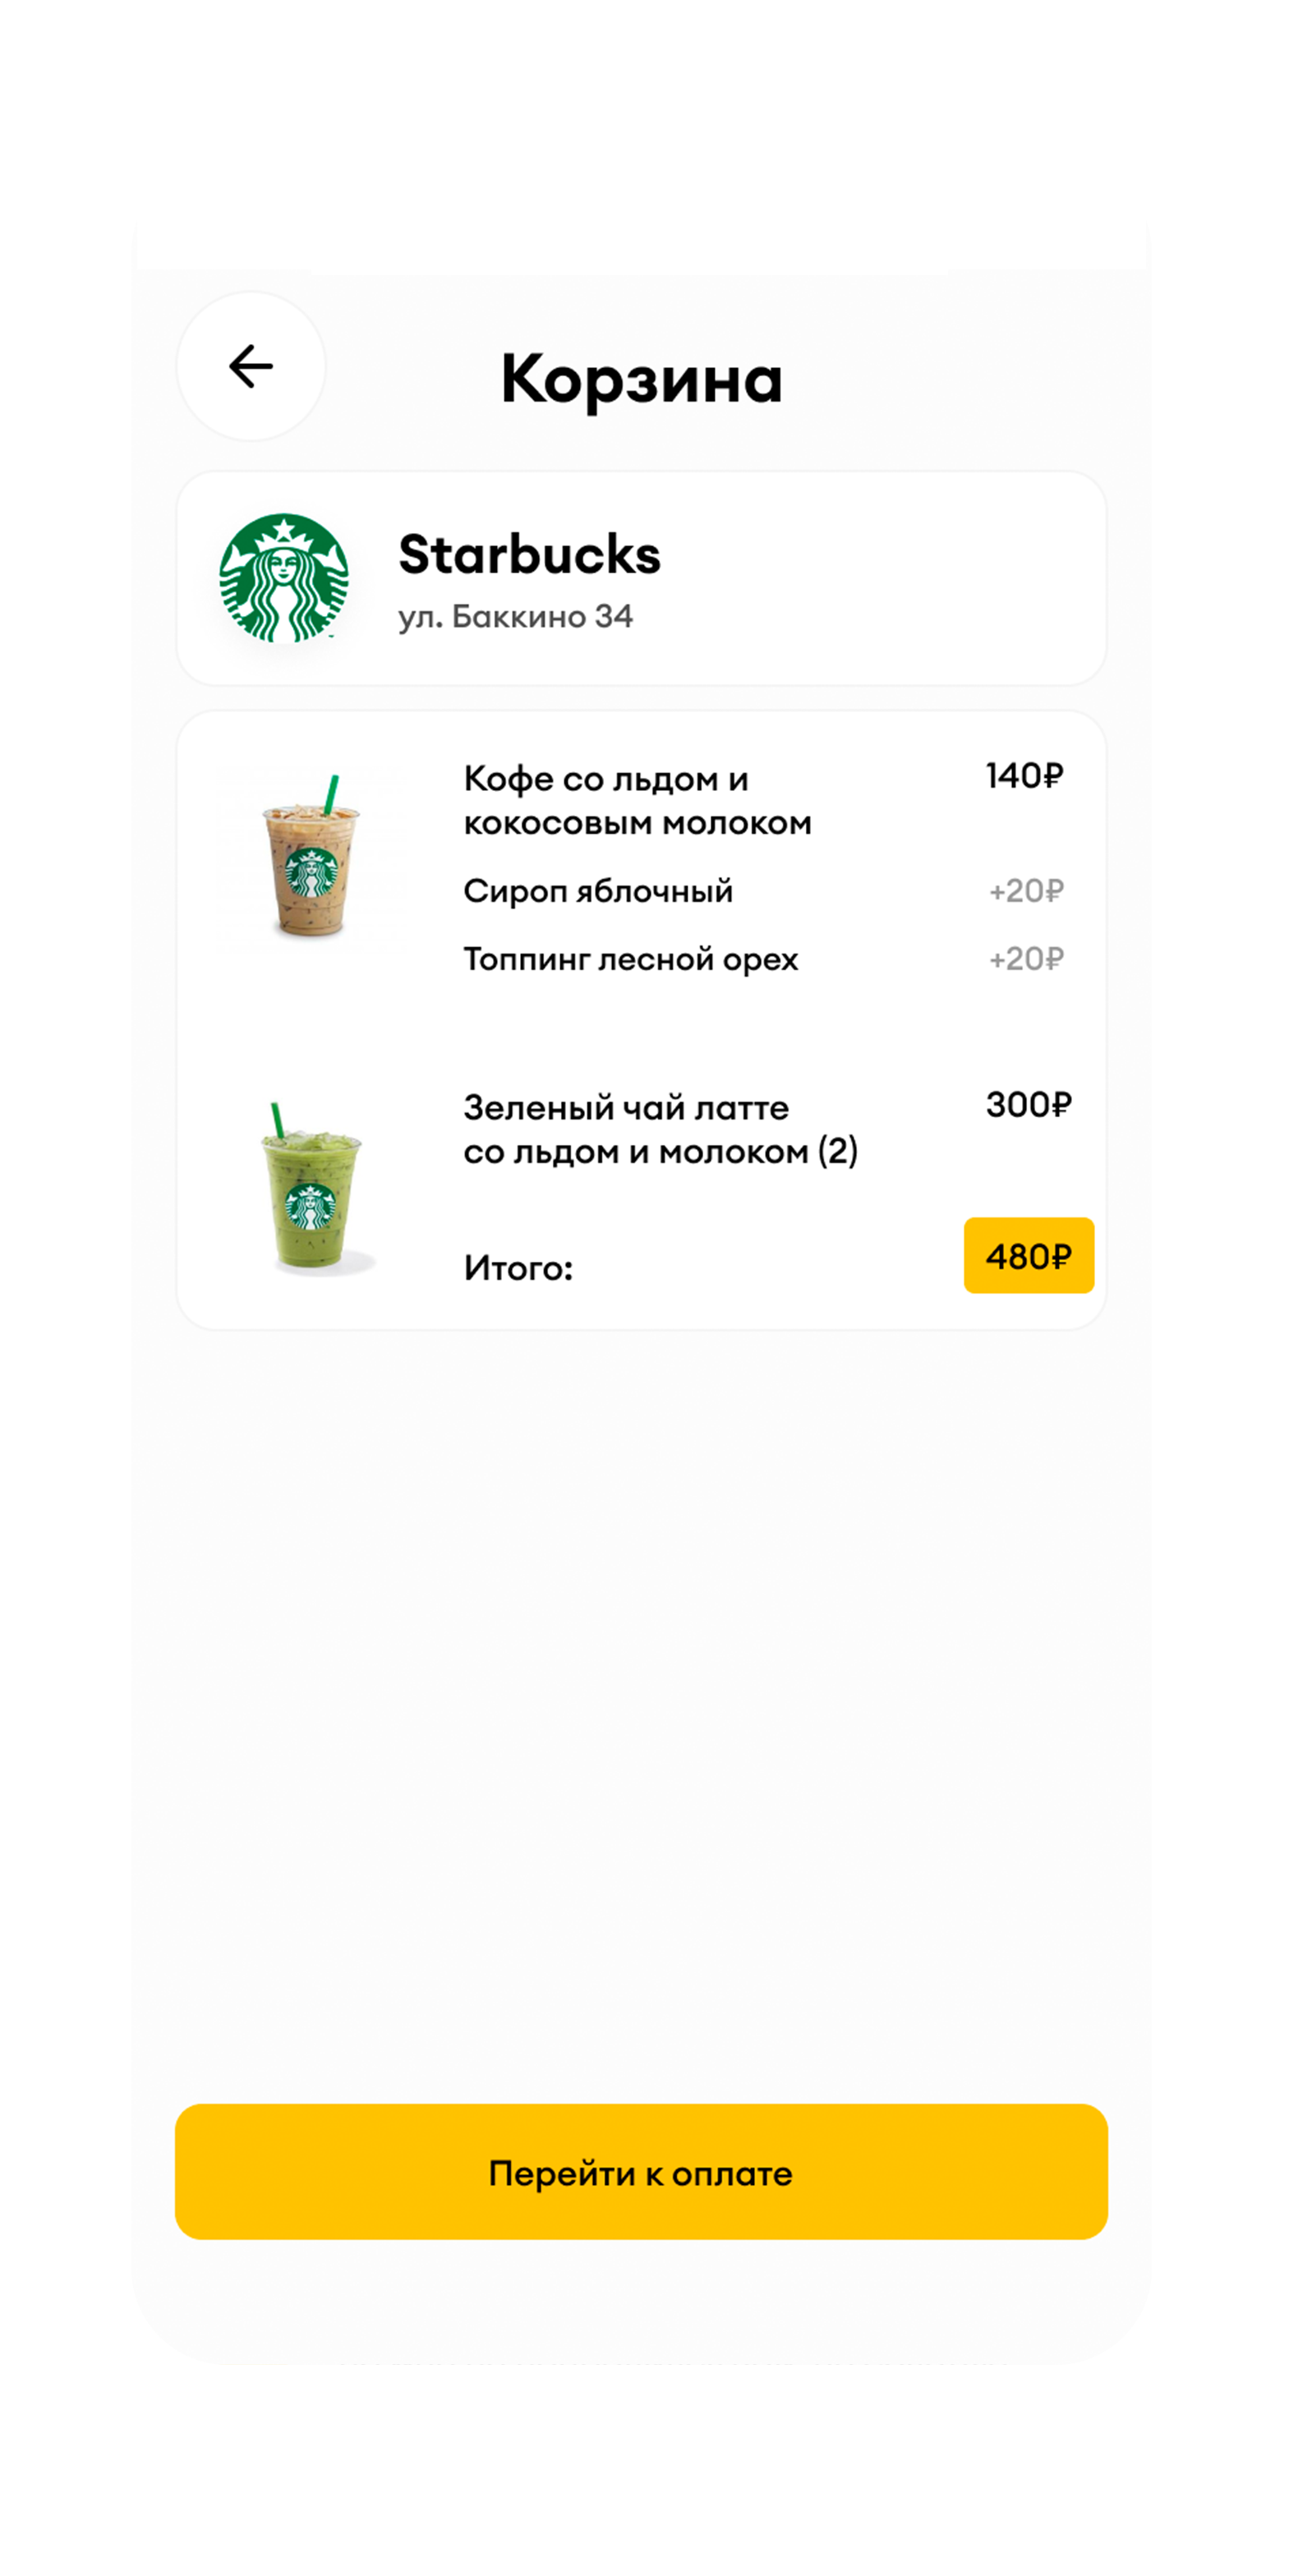 Корзина
Starbucks
ул. Баккино 34
Кофе со льдом и 140₽
кокосовым молоком
Сироп яблочный +20₽
Топпинг лесной орех +20₽
Зеленый чай латте 300₽
со льдом и молоком (2)
Итого: 480₽
Перейти к оплате